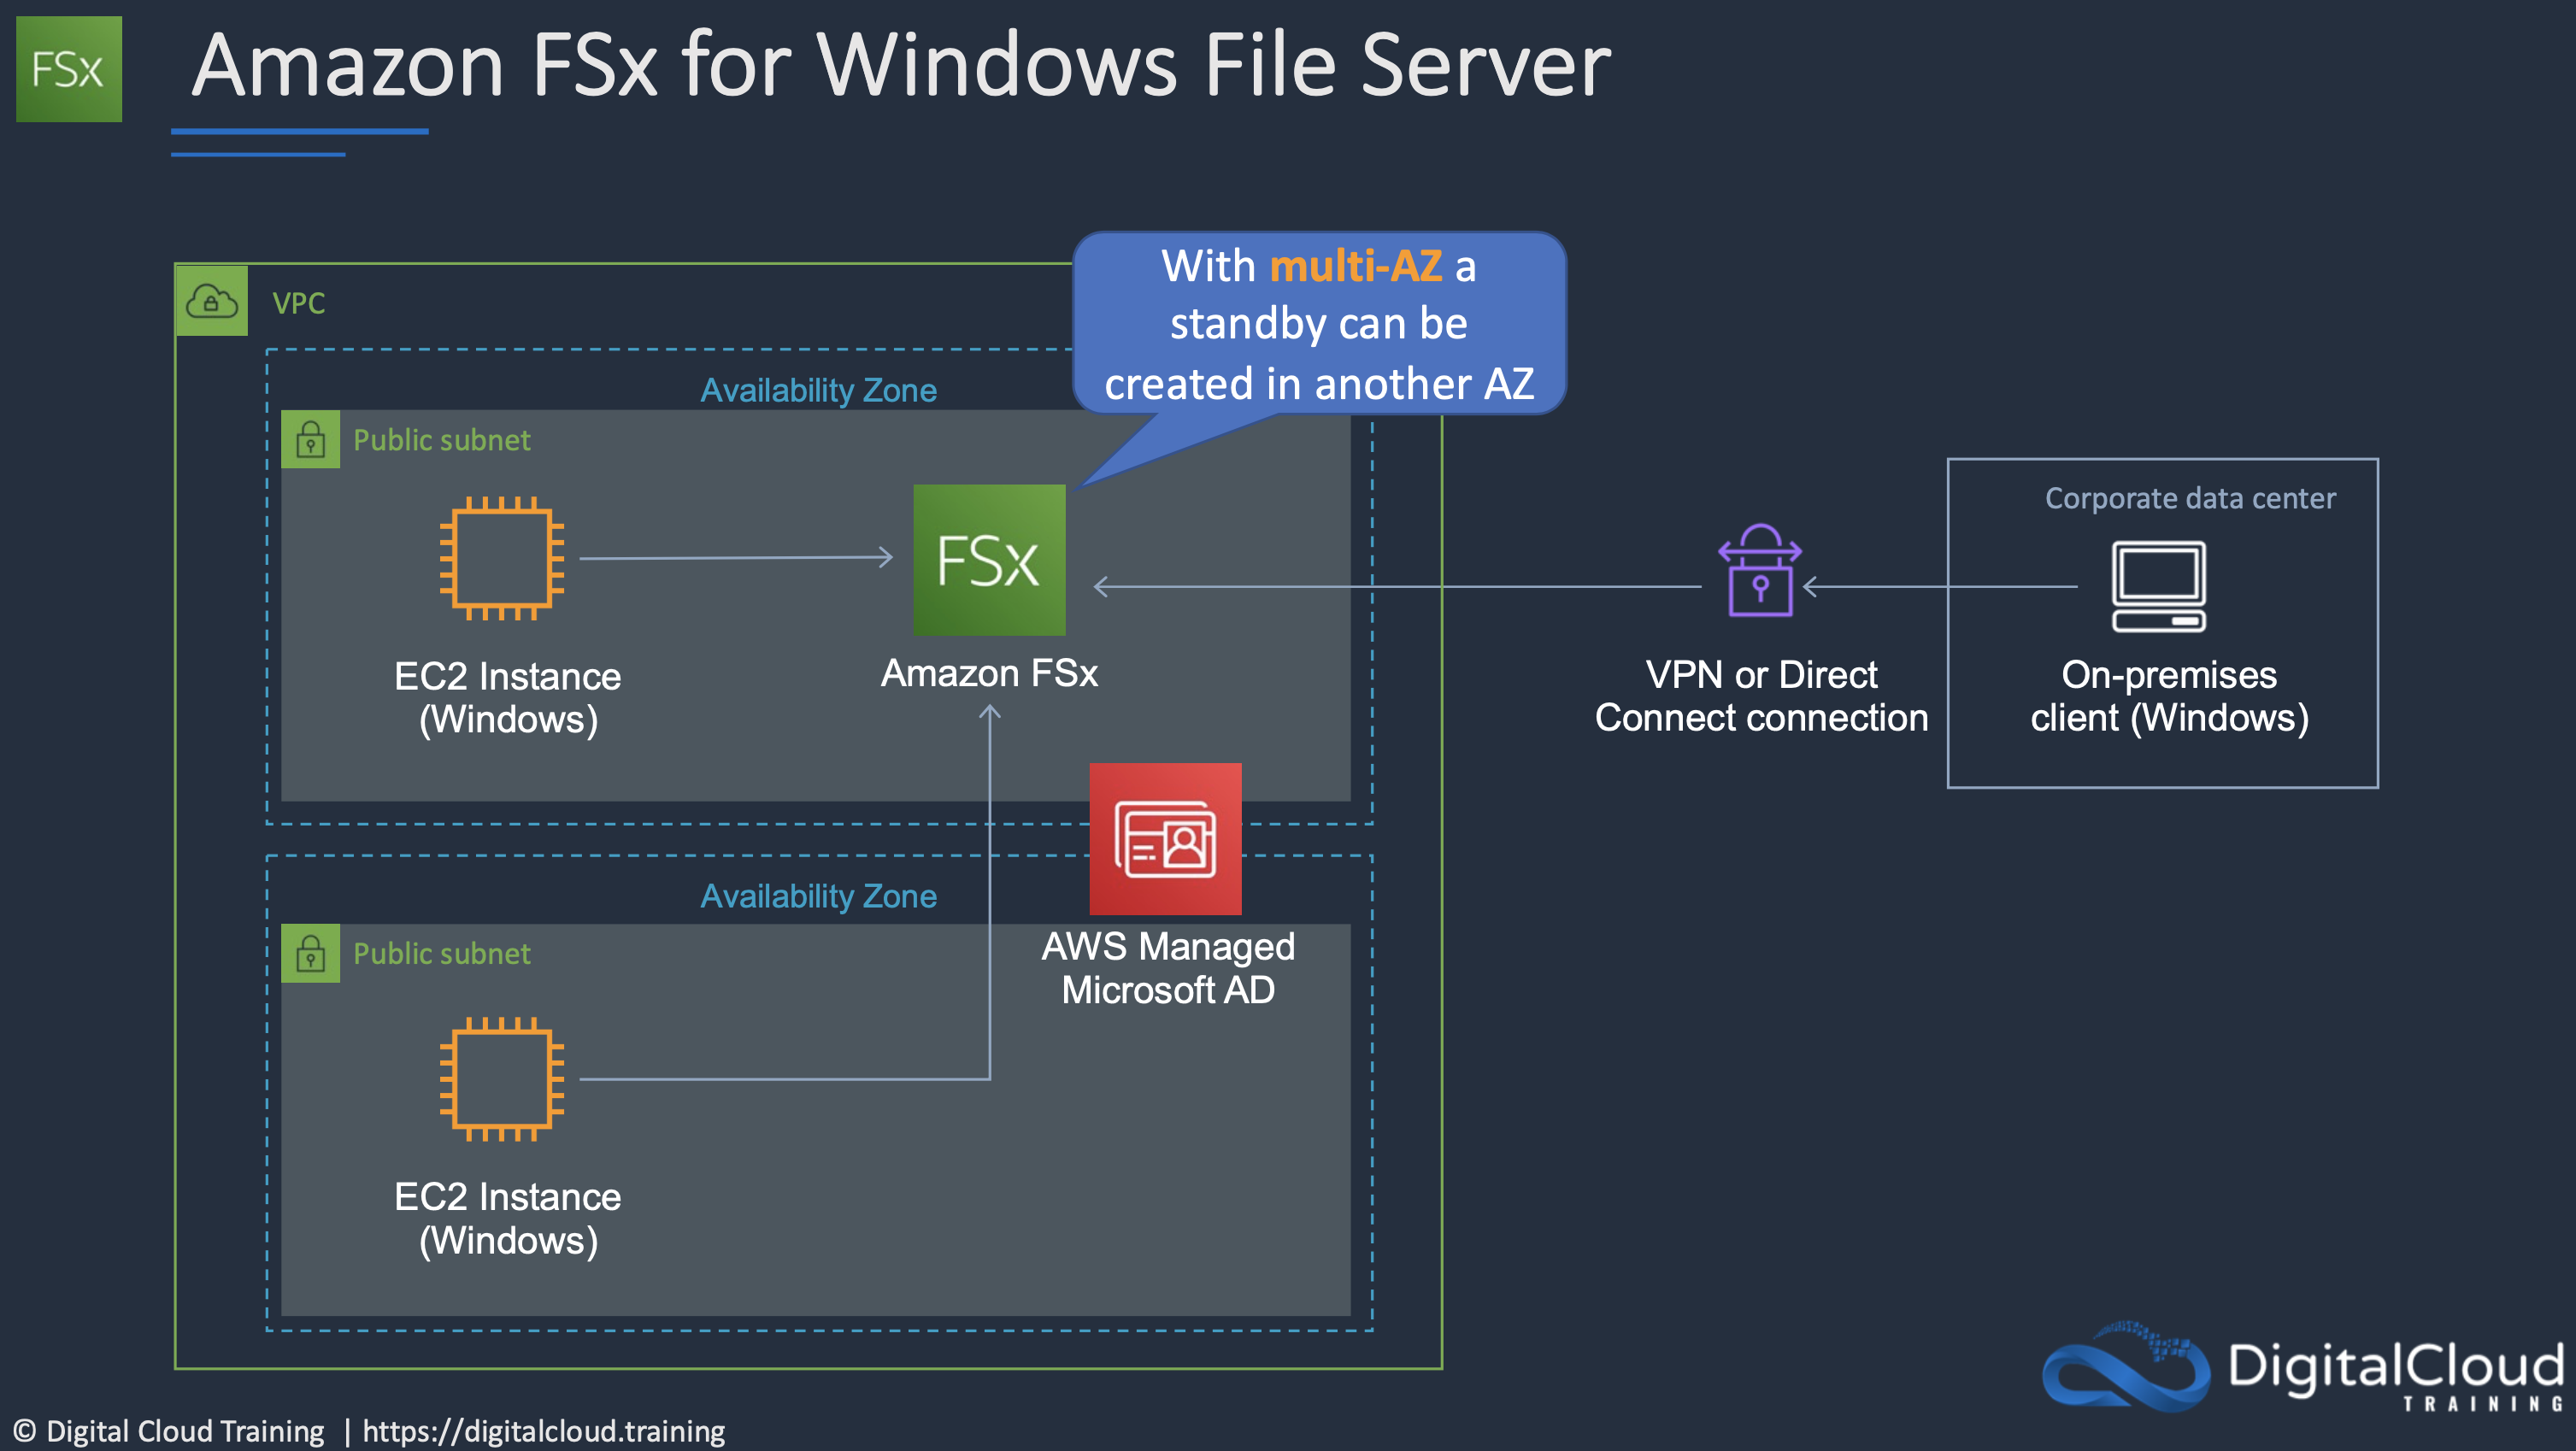 FSx
Amazon FSx for Windows File Server
With multi-AZ a
standby can be
created in another AZ
VPC
Availability Zone
Public subnet
EC2 Instance
(Windows)
FSx
Amazon FSx
VPN or Direct
Connect connection
Corporate data center
On-premises
client (Windows)
AWS Managed
Microsoft AD
Availability Zone
Public subnet
EC2 Instance
(Windows)
DigitalCloud
TRAINING
© Digital Cloud Training | https://digitalcloud.training